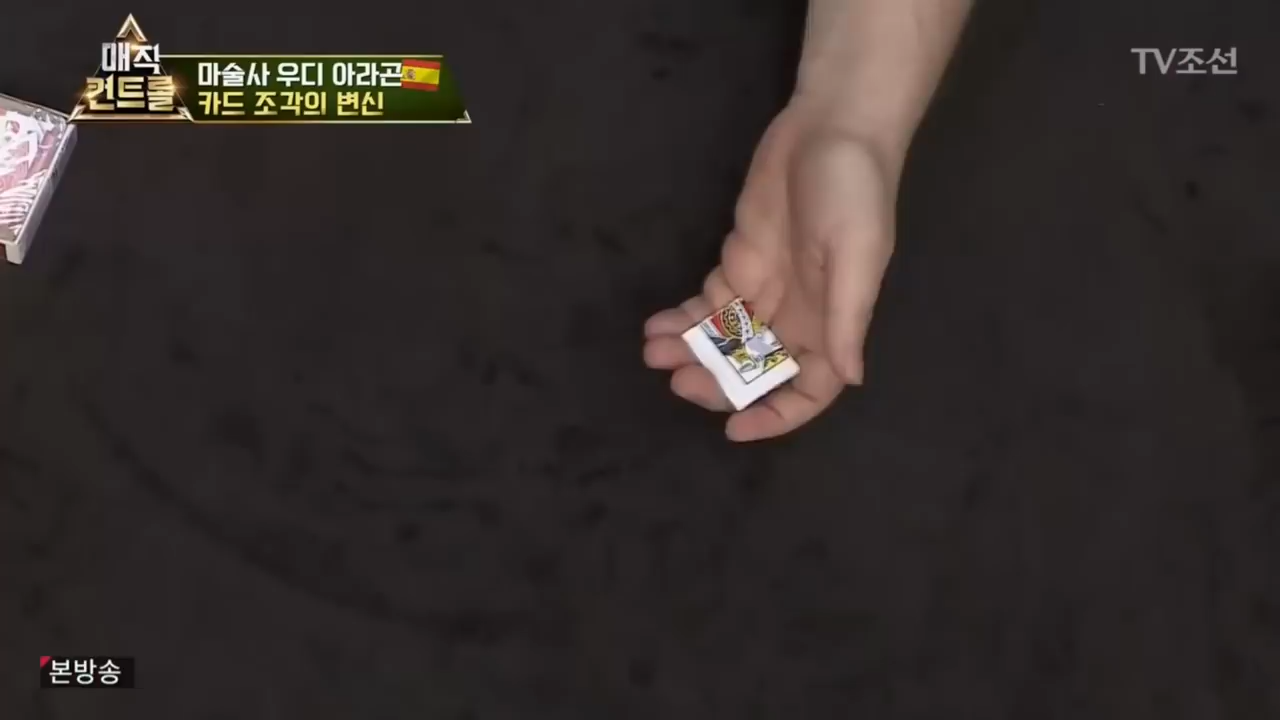 매직
컨트롤
마술사 우디 아라곤
카드 조각의 변신
TV조선
본방송